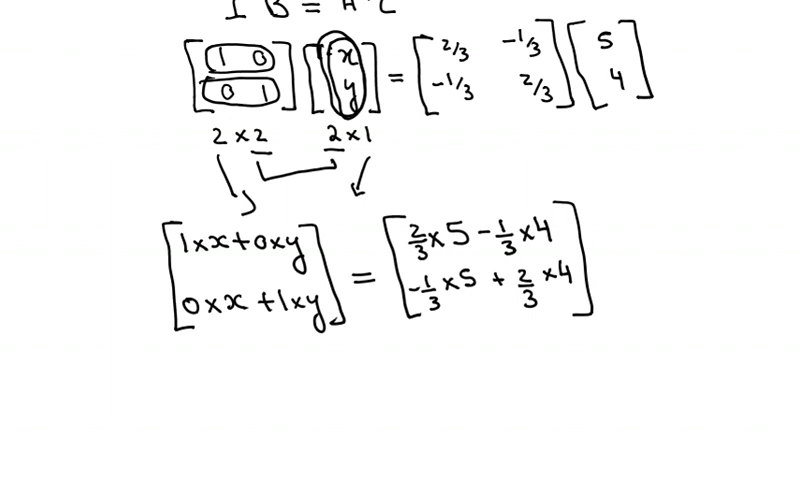 I B = A⁻¹ C
[1 0 0 1] [x y] = [2/3 -1/3 -1/3 2/3] [5 4]
2 × 2 2 × 1
[1×x+0×y 0×x+1×y] = [2/3×5 - 1/3×4 -1/3×5 + 2/3×4]